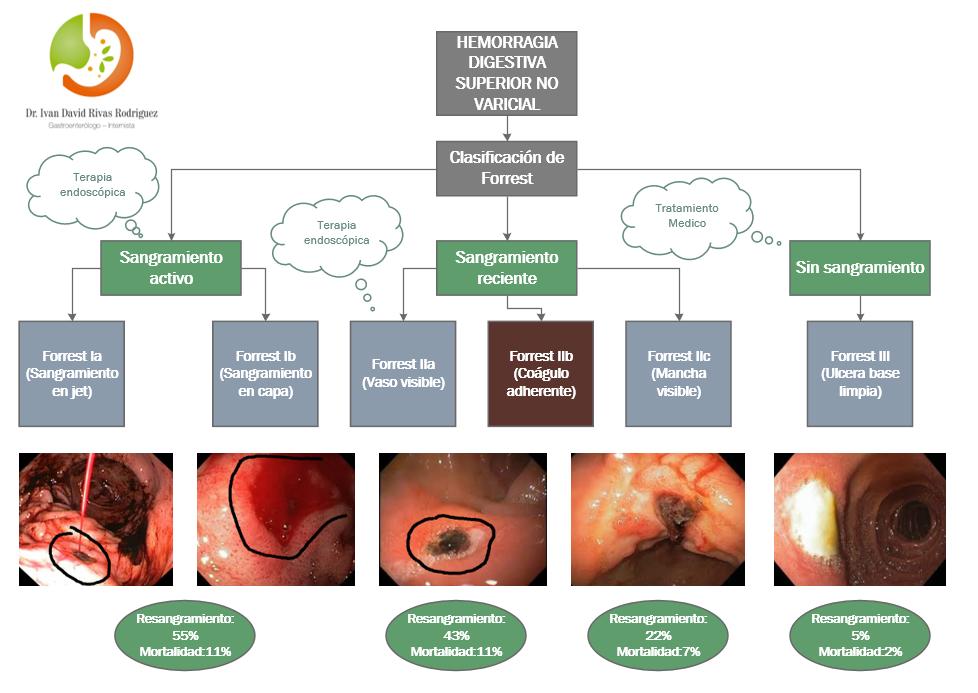 HEMORRAGIA
DIGESTIVA
SUPERIOR NO
VARICIAL
Dr. Ivan David Rivas Rodriguez
Gastroenterólogo – Internista
Clasificación de
Forrest
Terapia
endoscópica
Terapia
endoscópica
Tratamiento
Medico
Sangramiento
activo
Sangramiento
reciente
Sin sangramiento
Forrest Ia
(Sangramiento
en jet)
Forrest Ib
(Sangramiento
en capa)
Forrest IIa
(Vaso visible)
Forrest IIb
(Coágulo
adherente)
Forrest IIc
(Mancha
visible)
Forrest III
(Ulcera base
limpia)
Resangramiento:
55%
Mortalidad:11%
Resangramiento:
43%
Mortalidad:11%
Resangramiento:
22%
Mortalidad:7%
Resangramiento:
5%
Mortalidad:2%